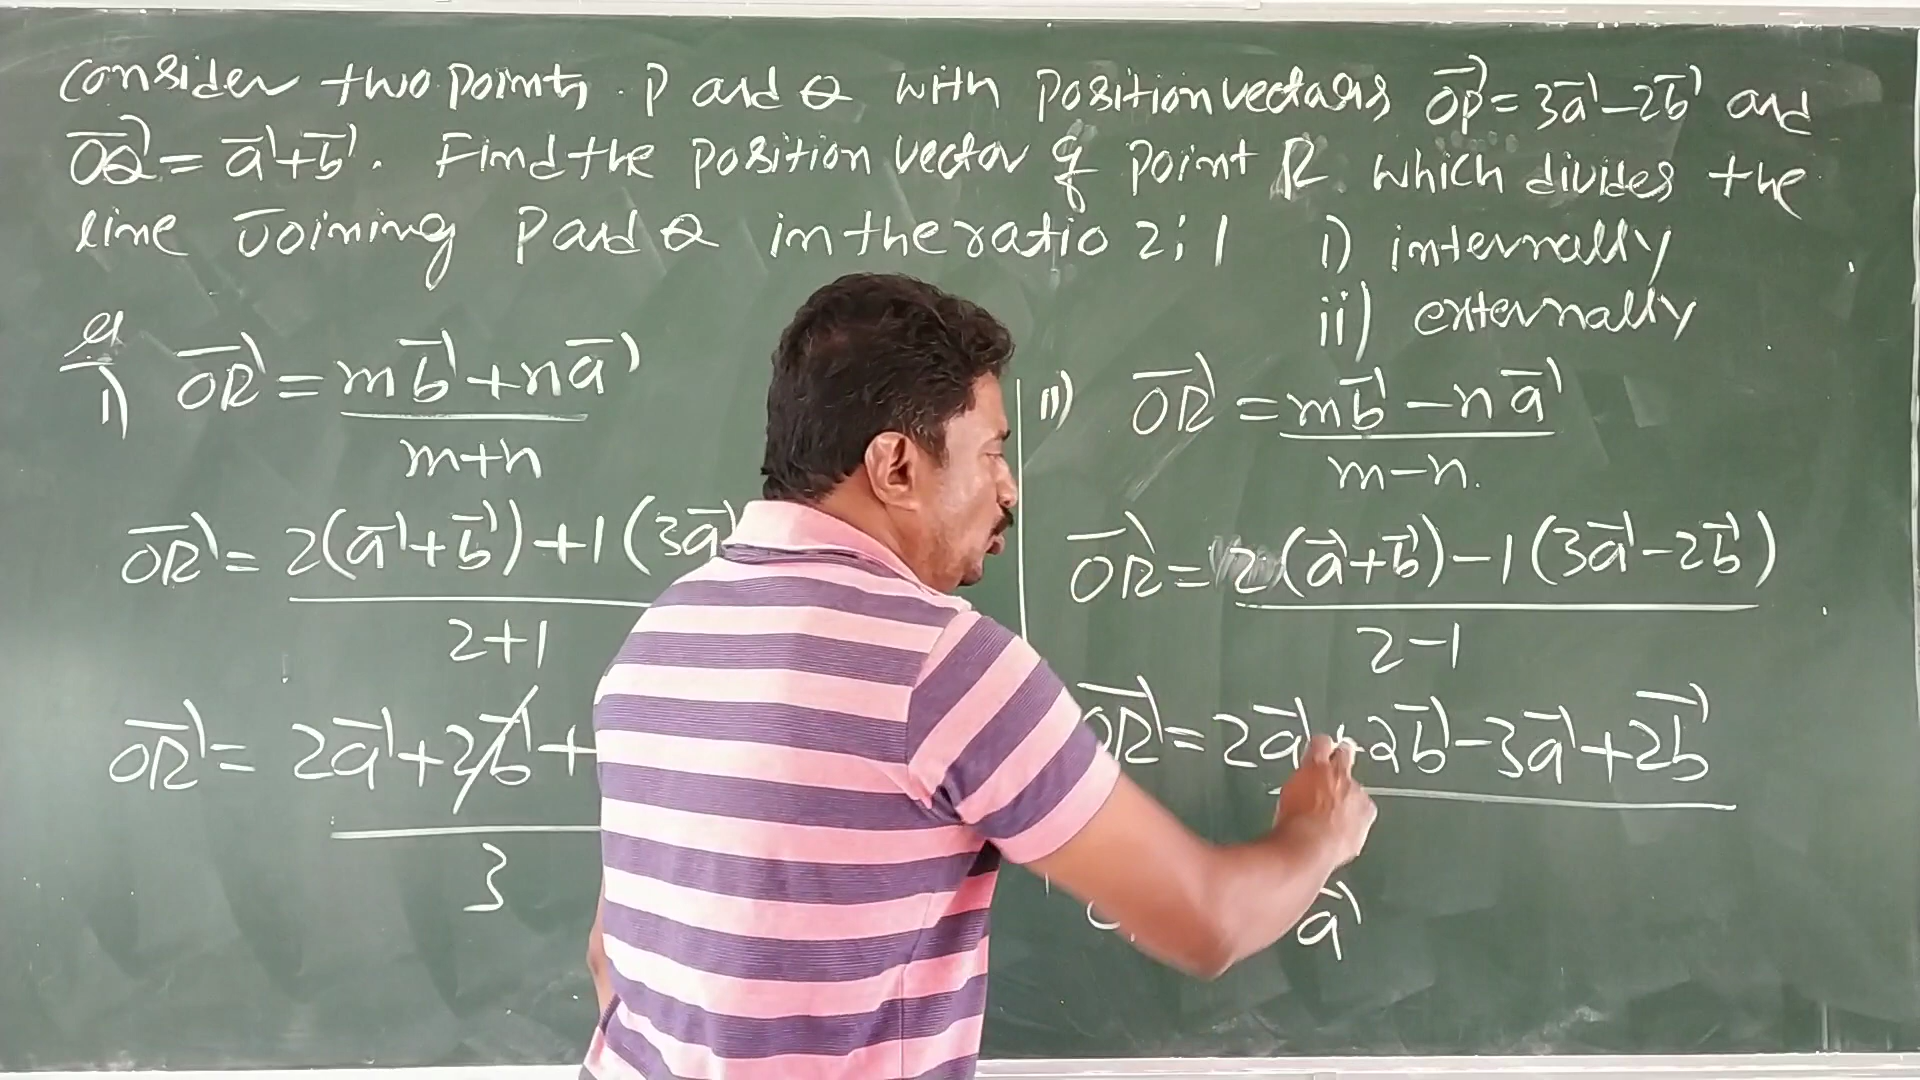 Consider two points P and Q with position vectors OP⃗ = 3a⃗ - 2b⃗ and
OQ⃗ = a⃗ + b⃗. Find the position vector of point R which divides the
line Joining P and Q in the ratio 2:1 i) internally
ii) externally
i) OR⃗ = (mb⃗ + na⃗)/(m+n)
OR⃗ = 2(a⃗ + b⃗) + 1(3a⃗
2+1
OR⃗ = 2a⃗ + 2b⃗ +
3
ii) OR⃗ = (mb⃗ - na⃗)/(m-n).
OR⃗ = (2(a⃗ + b⃗) - 1(3a⃗ - 2b⃗))/(2-1)
OR⃗ = 2a⃗ + 2b⃗ - 3a⃗ + 2b⃗
a⃗